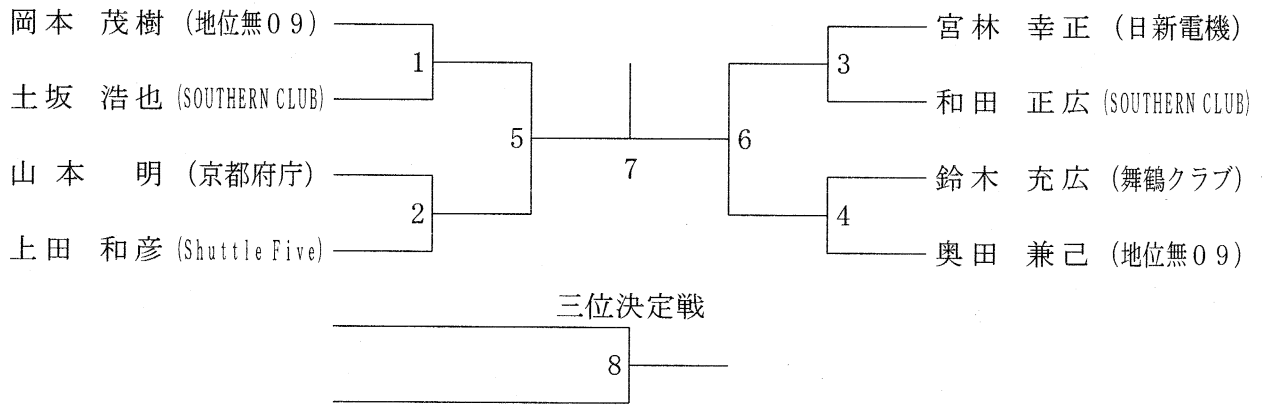 岡本 茂樹 (地位無09)
土坂 浩也 (SOUTHERN CLUB)
山本 明 (京都府庁)
上田 和彦 (Shuttle Five)
1
2
5
7
宮林 幸正 (日新電機)
和田 正広 (SOUTHERN CLUB)
鈴木 充広 (舞鶴クラブ)
奥田 兼己 (地位無09)
3
4
6
三位決定戦
8